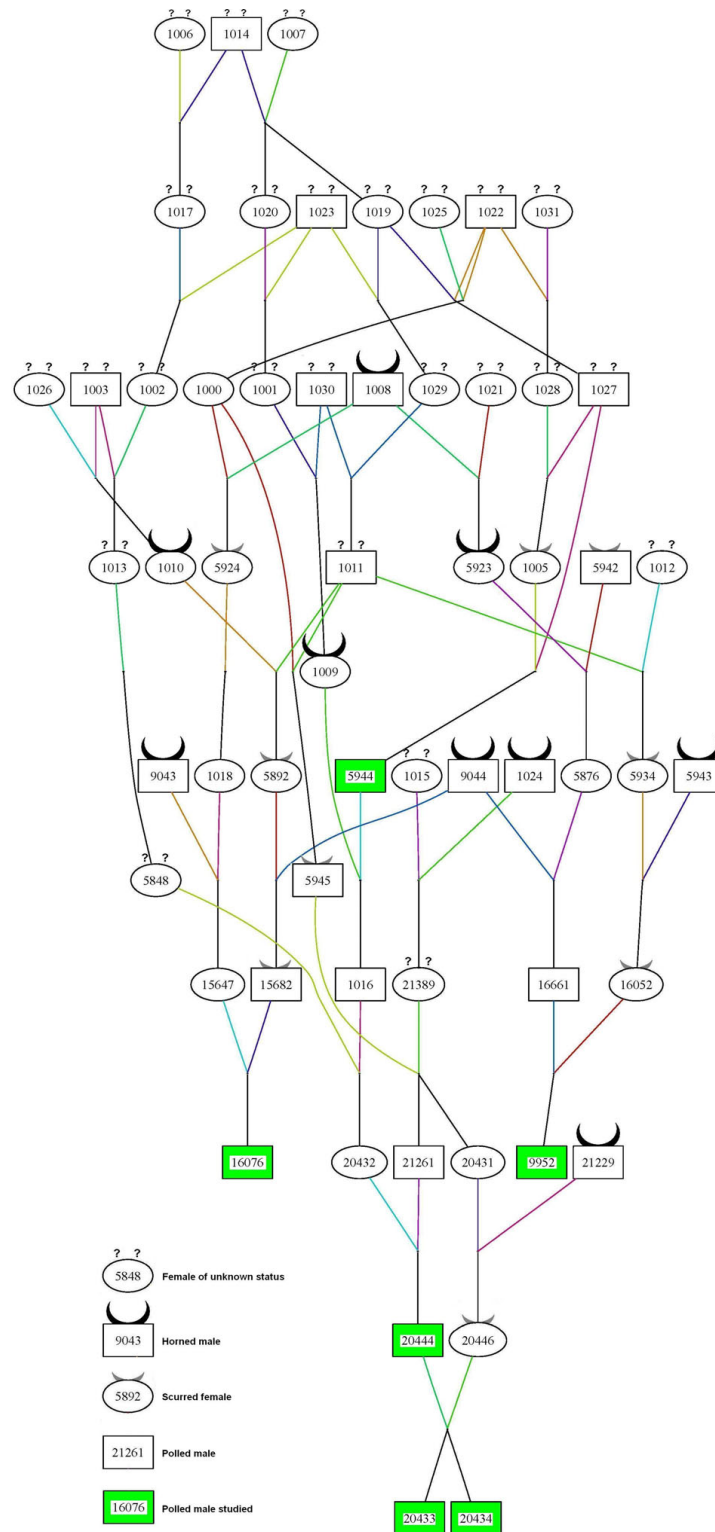 ? ? ? ? ? ?
1006 1014 1007
? ? ? ? ? ? ? ? ? ? ? ? ? ?
1017 1020 1023 1019 1025 1022 1031
? ? ? ? ? ? ? ? ? ? ? ? ? ? ? ? ? ? ? ?
1026 1003 1002 1000 1001 1030 1008 1029 1021 1028 1027
? ? ? ? ? ?
1013 1010 5924 1011 5923 1005 5942 1012
1009
? ?
9043 1018 5892 5944 1015 9044 1024 5876 5934 5943
? ?
5848 5945
? ?
15647 15682 1016 21389 16661 16052
16076 20432 21261 20431 9952 21229
? ?
5848 Female of unknown status
9043 Horned male
20444 20446
5892 Scurred female
21261 Polled male
16076 Polled male studied
20433 20434